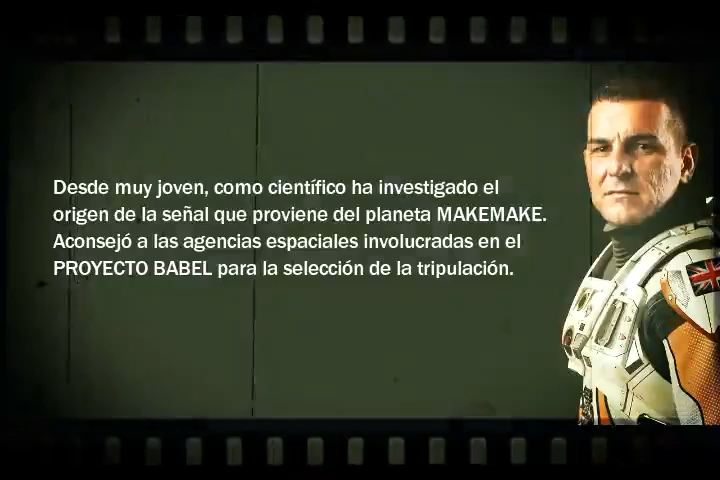 Desde muy joven, como científico ha investigado el
origen de la señal que proviene del planeta MAKEMAKE.
Aconsejó a las agencias espaciales involucradas en el
PROYECTO BABEL para la selección de la tripulación.